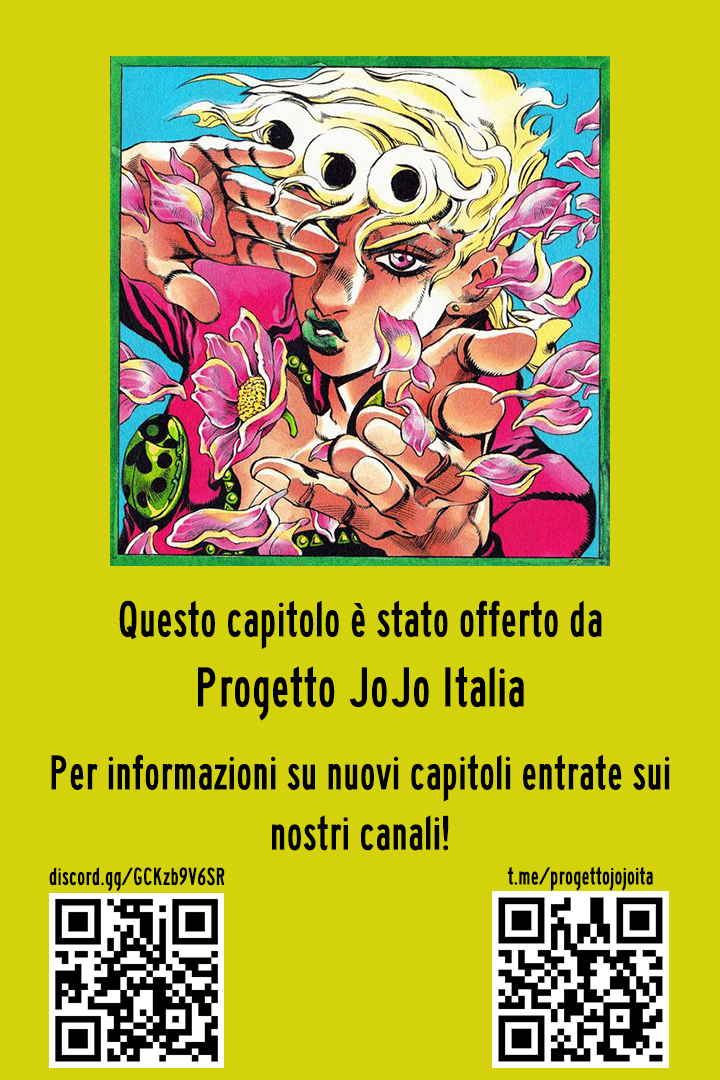 Questo capitolo è stato offerto da
Progetto JoJo Italia
Per informazioni su nuovi capitoli entrate sui
nostri canali!
discord.gg/GCKzb9V6SR
t.me/progettojojoita